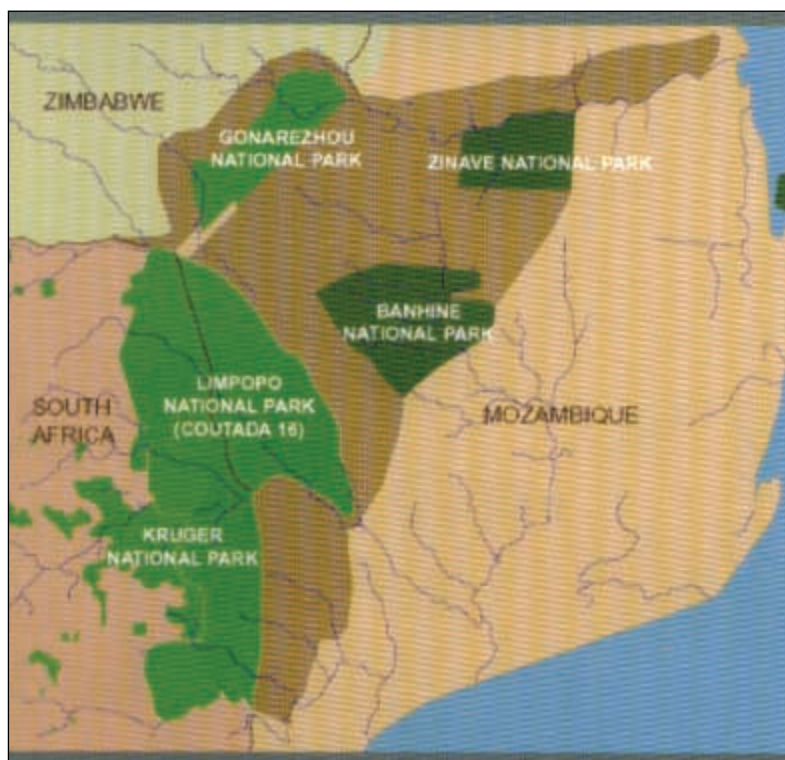 ZIMBABWE
GONAREZHOU
NATIONAL PARK
ZINAVE NATIONAL PARK
BANHINE
NATIONAL PARK
LIMPOPO
NATIONAL PARK
(COUTADA 16)
SOUTH
AFRICA
MOZAMBIQUE
KRUGER
NATIONAL PARK